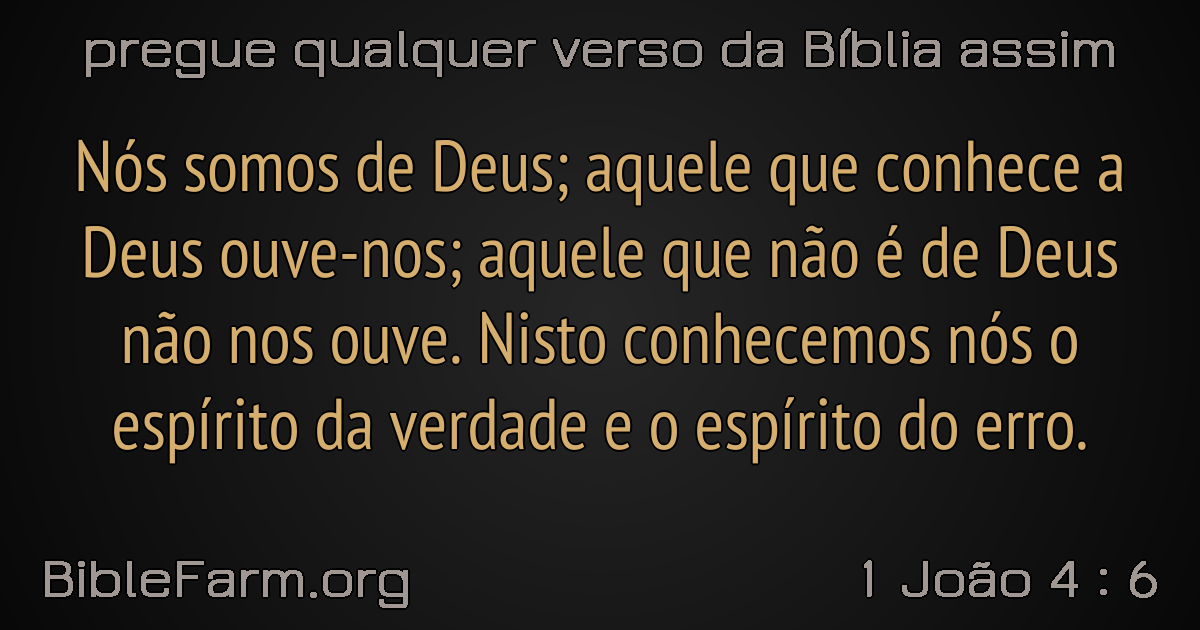 pregue qualquer verso da Bíblia assim
Nós somos de Deus; aquele que conhece a
Deus ouve-nos; aquele que não é de Deus
não nos ouve. Nisto conhecemos nós o
espírito da verdade e o espírito do erro.
BibleFarm.org
1 João 4 : 6